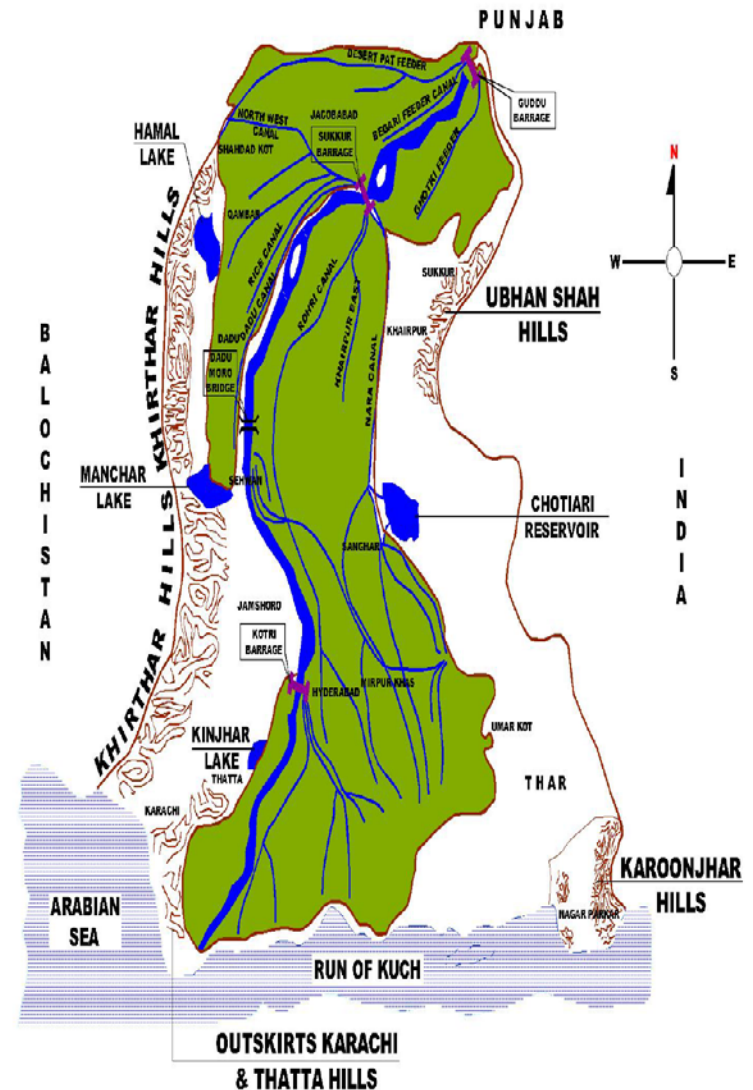 PUNJAB
DESERT PAT FEEDER
BEGARI FEEDER CANAL
GUDDU
BARRAGE
NORTH WEST
CANAL
JACOBABAD
SUKKUR
BARRAGE
HAMAL
LAKE
SHAHDAD KOT
GHOTKI FEEDER
N
W
E
S
QAMBAR
RICE CANAL
DADU CANAL
ROHRI CANAL
KHAIRPUR EAST
NARA CANAL
SUKKUR
KHAIRPUR
UBHAN SHAH
HILLS
KHIRTHAR HILLS
KHIRTHAR HILLS
BALOCHISTAN
DADU
DADU
MORO
BRIDGE
MANCHAR
LAKE
SEHWAN
CHOTIARI
RESERVOIR
INDIA
SANGHAR
JAMSHORO
KOTRI
BARRAGE
HYDERABAD
MIRPUR KHAS
UMAR KOT
KINJHAR
LAKE
THATTA
THAR
KARACHI
KAROONJHAR
HILLS
NAGAR PARKAR
ARABIAN
SEA
RUN OF KUCH
OUTSKIRTS KARACHI
& THATTA HILLS